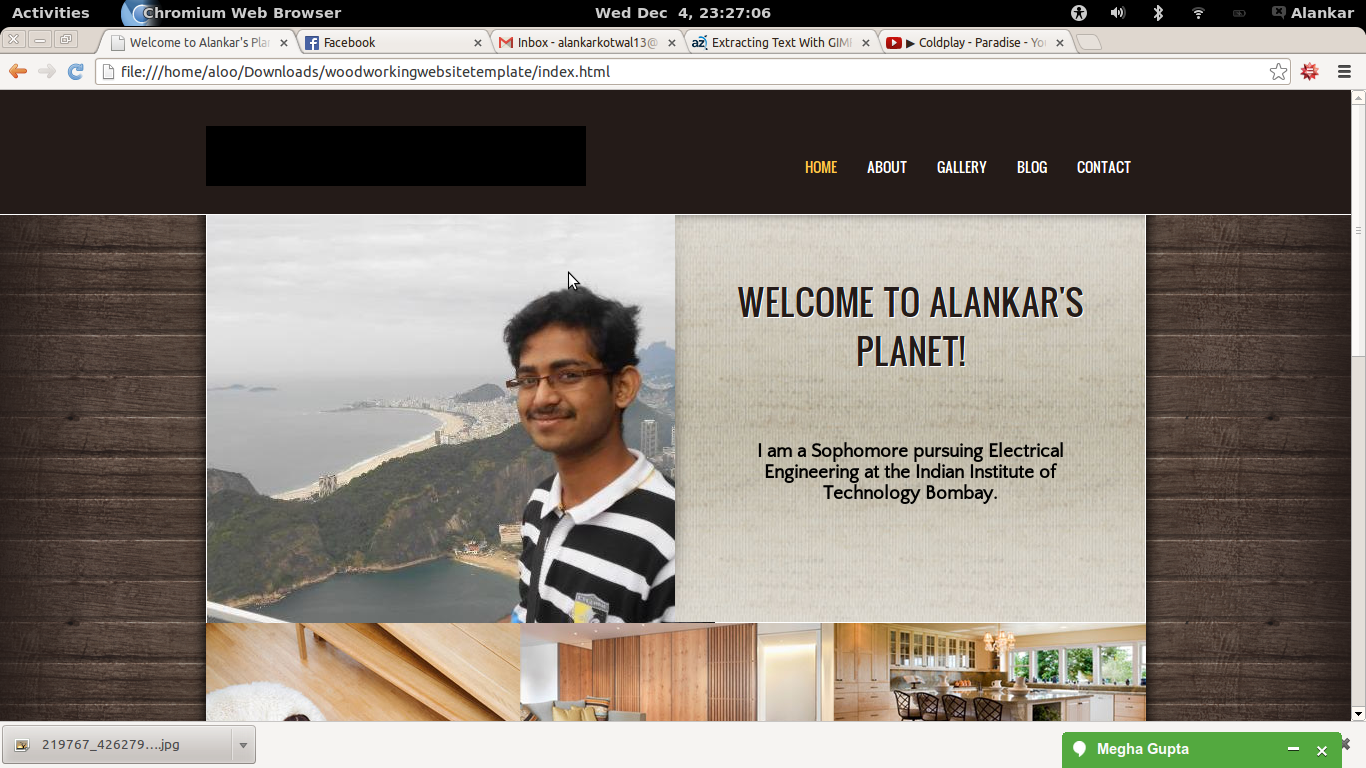 Activities
Chromium Web Browser
Wed Dec 4, 23:27:06
Alankar
Welcome to Alankar's Pla
Facebook
Inbox - alankarkotwal13@
Extracting Text With GIM
▶ Coldplay - Paradise - Yo
file:///home/aloo/Downloads/woodworkingwebsitetemplate/index.html
HOME
ABOUT
GALLERY
BLOG
CONTACT
WELCOME TO ALANKAR'S
PLANET!
I am a Sophomore pursuing Electrical
Engineering at the Indian Institute of
Technology Bombay.
219767_426279....jpg
Megha Gupta